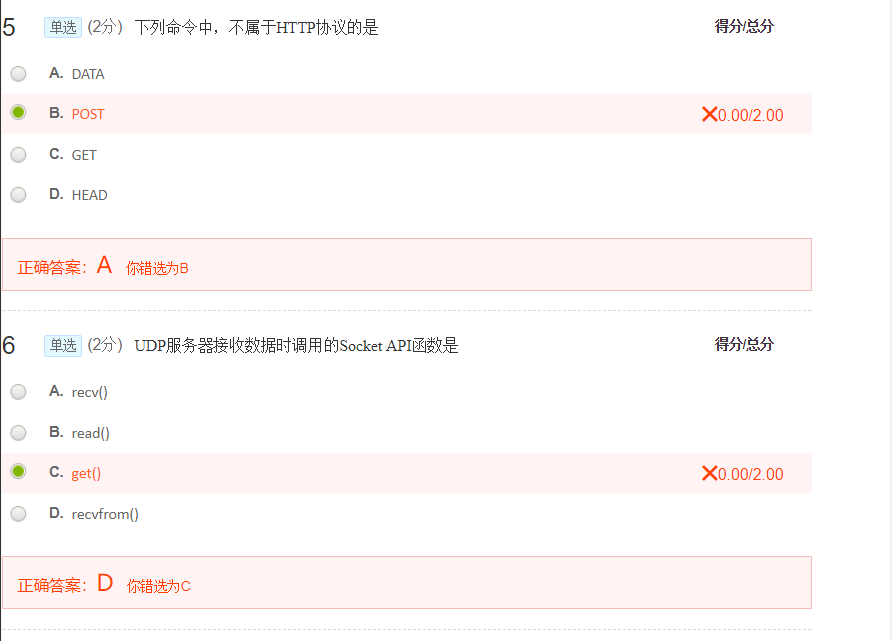 5 单选 (2分) 下列命令中，不属于HTTP协议的是 得分/总分
A. DATA
B. POST 0.00/2.00
C. GET
D. HEAD
正确答案：A 你错选为B
6 单选 (2分) UDP服务器接收数据时调用的Socket API函数是 得分/总分
A. recv()
B. read()
C. get() 0.00/2.00
D. recvfrom()
正确答案：D 你错选为C